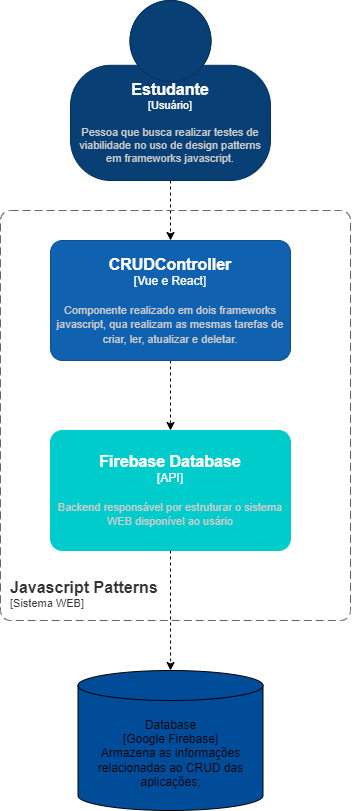 Estudante
[Usuário]
Pessoa que busca realizar testes de
viabilidade no uso de design patterns
em frameworks javascript.
CRUDController
[Vue e React]
Componente realizado em dois frameworks
javascript, qua realizam as mesmas tarefas de
criar, ler, atualizar e deletar.
Firebase Database
[API]
Backend responsável por estruturar o sistema
WEB disponível ao usário
Javascript Patterns
[Sistema WEB]
Database
[Google Firebase]
Armazena as informações
relacionadas ao CRUD das
aplicações;